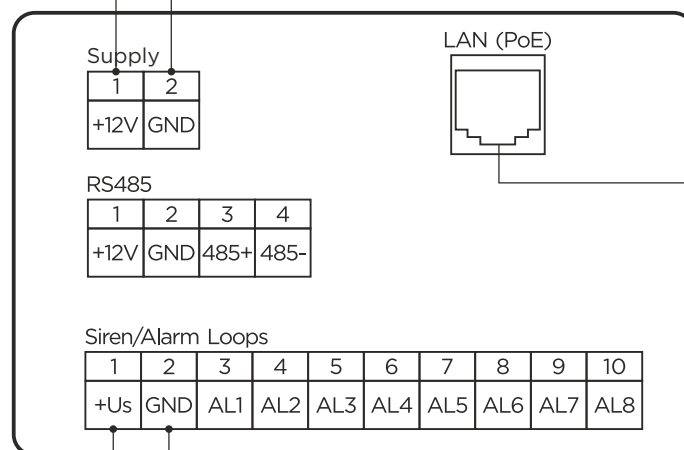 Supply
1 2
+12V GND
LAN (PoE)
RS485
1 2 3 4
+12V GND 485+ 485-
Siren/Alarm Loops
1 2 3 4 5 6 7 8 9 10
+Us GND AL1 AL2 AL3 AL4 AL5 AL6 AL7 AL8